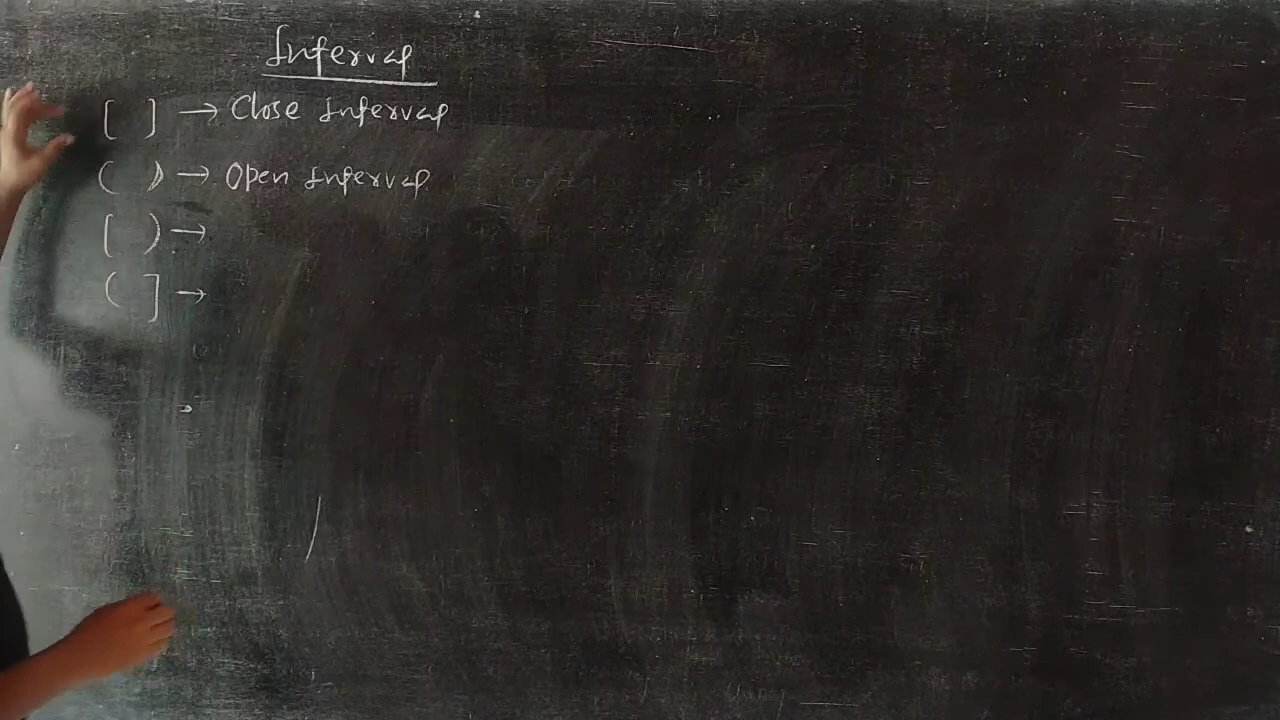 Interval
[ ] → Close interval
( ) → Open interval
[ ) →
( ] →